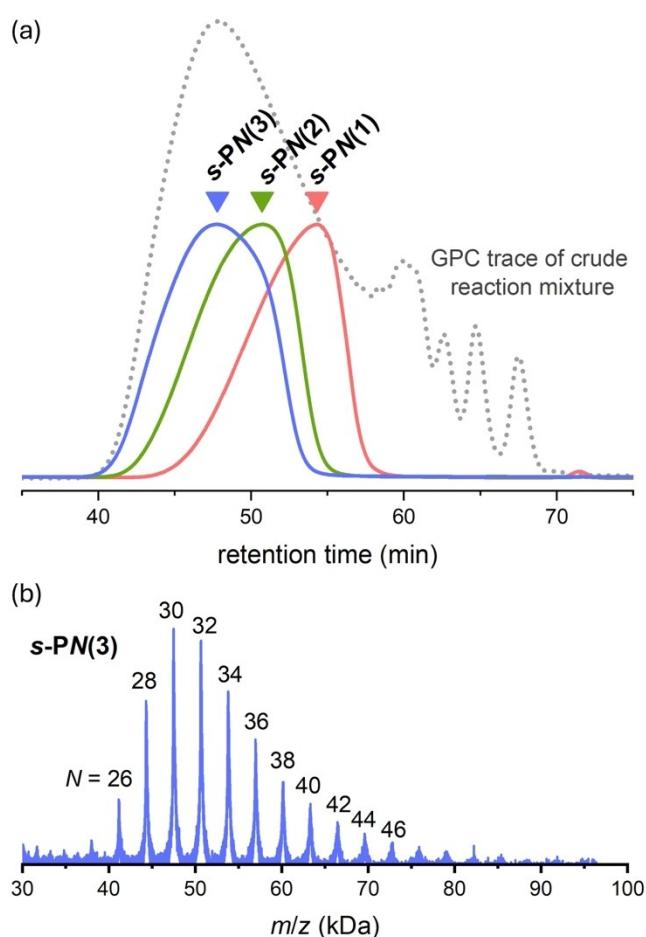 (a)
s-PN(3)
s-PN(2)
s-PN(1)
GPC trace of crude
reaction mixture
40 50 60 70
retention time (min)
(b)
s-PN(3)
N = 26
28
30
32
34
36
38
40
42
44
46
30 40 50 60 70 80 90 100
m/z (kDa)